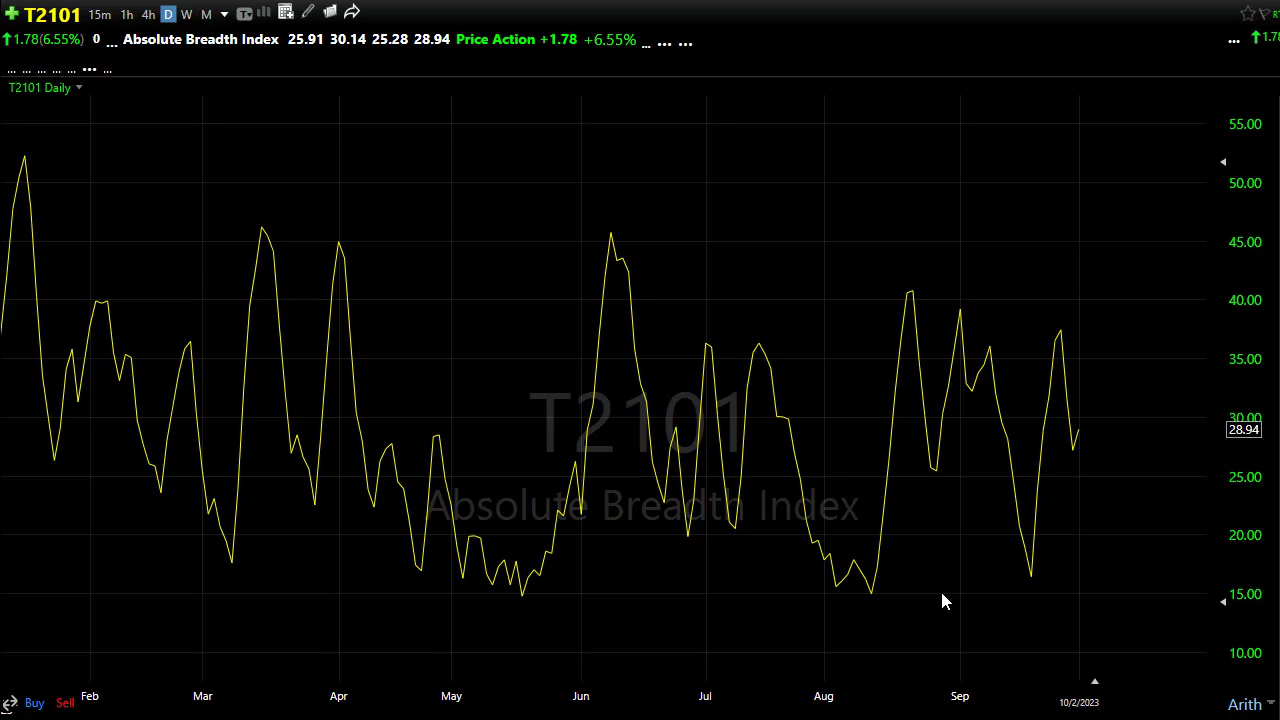 T2101 15m 1h 4h D W M
1.78(6.55%) 0 ... Absolute Breadth Index 25.91 30.14 25.28 28.94 Price Action +1.78 +6.55% ... ... ... ... 1.78
... ... ... ... ... ... ...
T2101 Daily
55.00
50.00
45.00
40.00
35.00
T2101
30.00
28.94
25.00
Absolute Breadth Index
20.00
15.00
10.00
Buy Sell Feb Mar Apr May Jun Jul Aug Sep 10/2/2023 Arith